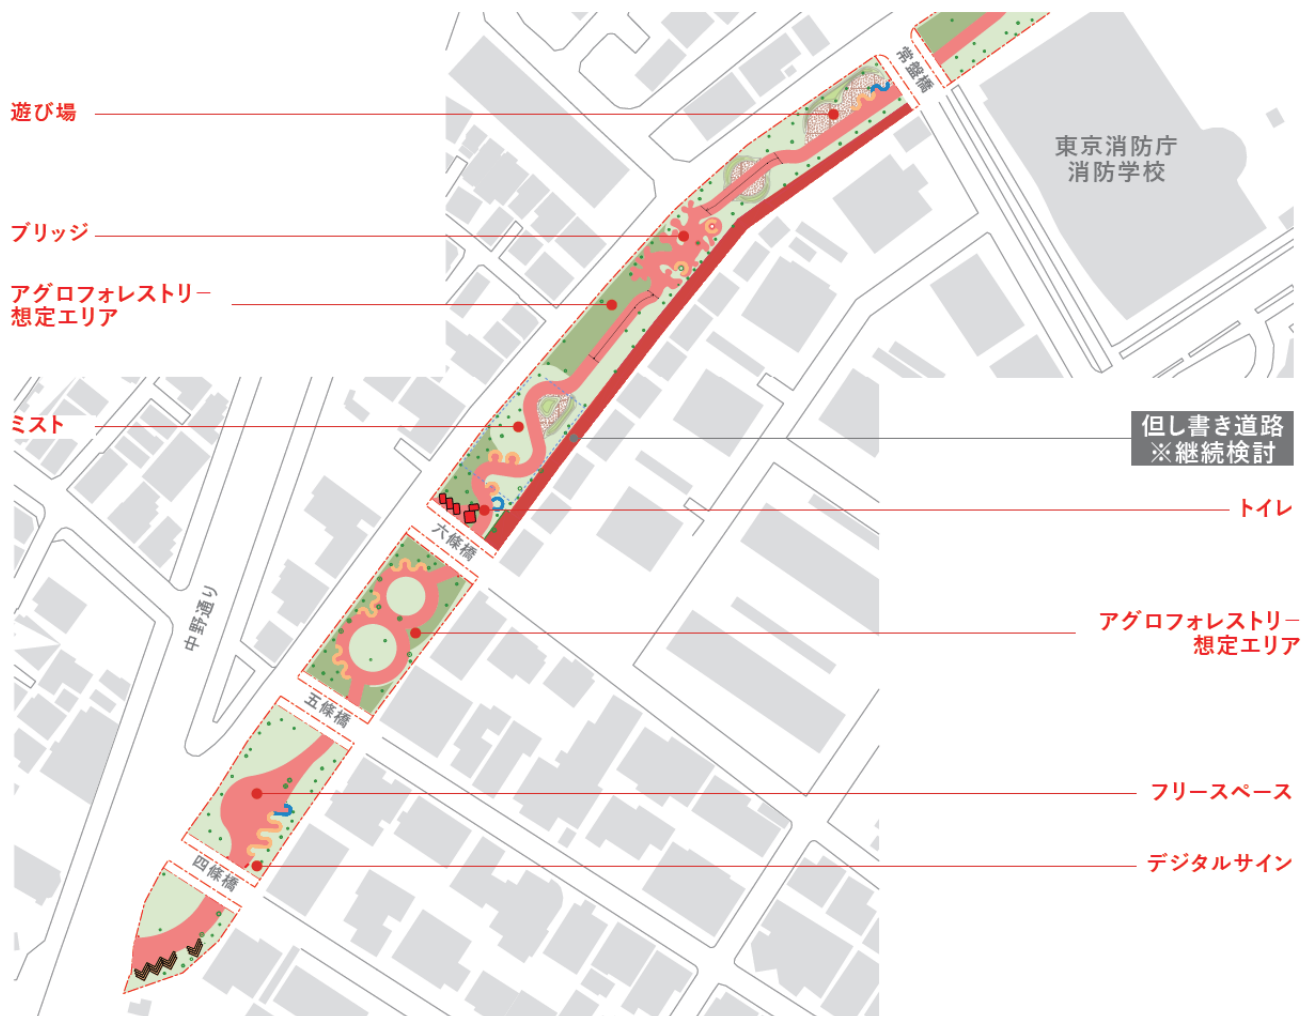 常盤橋
遊び場
東京消防庁
消防学校
ブリッジ
アグロフォレストリー
想定エリア
ミスト
但し書き道路
※継続検討
トイレ
六條橋
中野通り
アグロフォレストリー
想定エリア
五條橋
フリースペース
デジタルサイン
四條橋